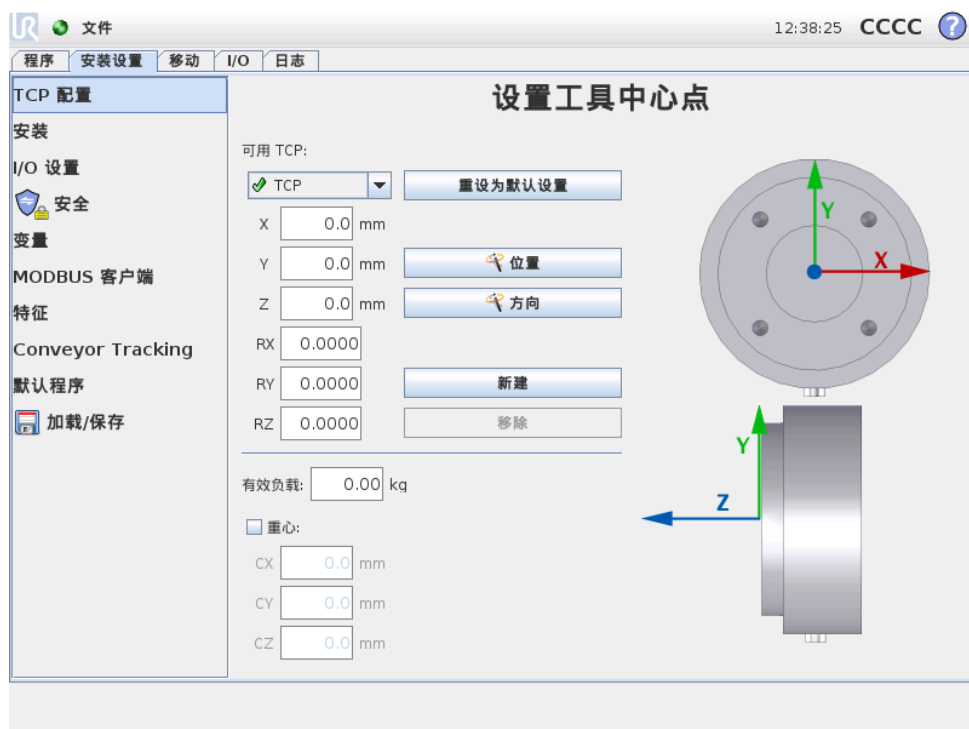 UR 文件 12:38:25 CCCC ?
程序 安装设置 移动 I/O 日志
TCP 配置
安装
I/O 设置
安全
变量
MODBUS 客户端
特征
Conveyor Tracking
默认程序
加载/保存
设置工具中心点
可用 TCP:
TCP 重设为默认设置
X 0.0 mm
Y 0.0 mm 位置
Z 0.0 mm 方向
RX 0.0000
RY 0.0000 新建
RZ 0.0000 移除
有效负载: 0.00 kg
重心:
CX 0.0 mm
CY 0.0 mm
CZ 0.0 mm
Y
X
Y
Z